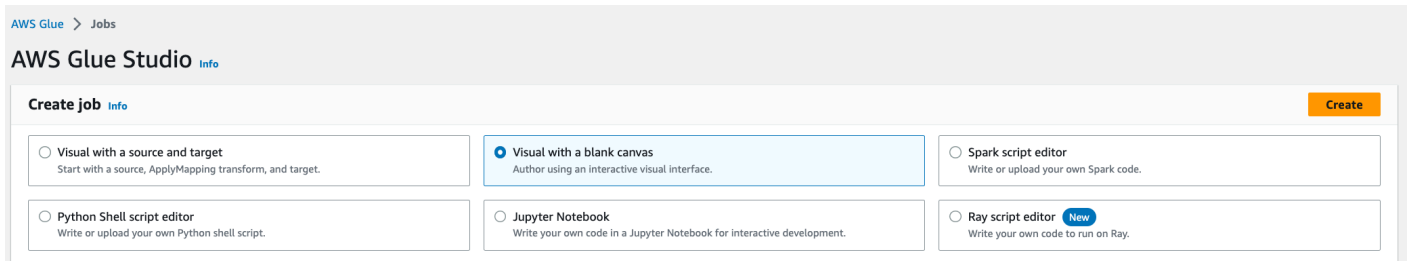 AWS Glue > Jobs
AWS Glue Studio Info
Create job Info Create
Visual with a source and target
Start with a source, ApplyMapping transform, and target.
Visual with a blank canvas
Author using an interactive visual interface.
Spark script editor
Write or upload your own Spark code.
Python Shell script editor
Write or upload your own Python shell script.
Jupyter Notebook
Write your own code in a Jupyter Notebook for interactive development.
Ray script editor New
Write your own code to run on Ray.